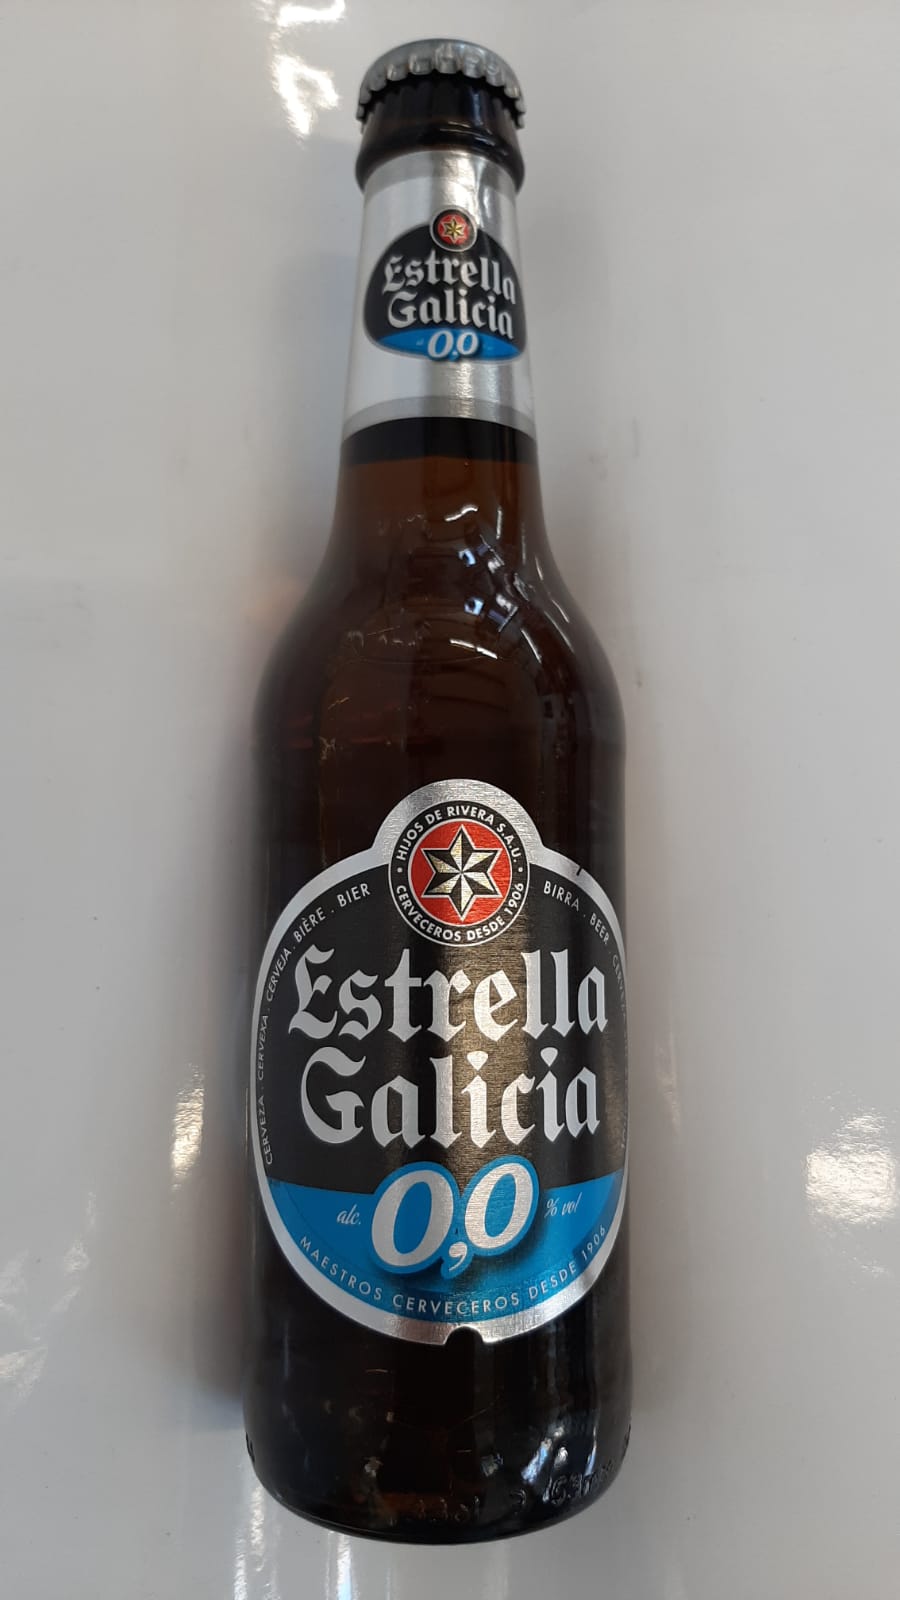 Estrella
Galicia
0,0
HIJOS DE RIVERA S.A.U.
CERVECEROS DESDE 1906
CERVEZA . CERVEXA . CERVEJA . BIÈRE . BIER
BIRRA . BEER
Estrella
Galicia
alc. 0,0 % vol
MAESTROS CERVECEROS DESDE 1906